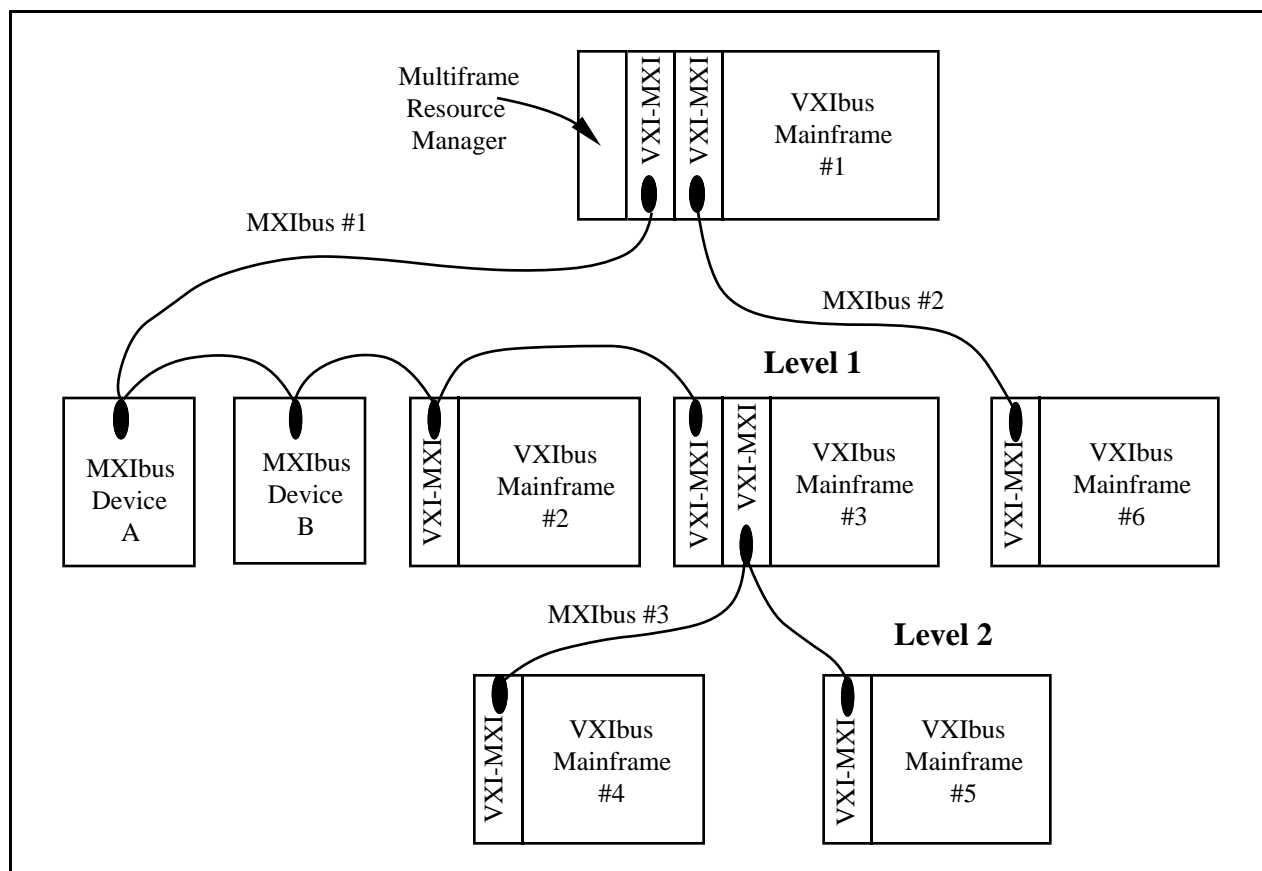 Multiframe
Resource
Manager
VXI-MXI
VXI-MXI
VXIbus
Mainframe
#1
MXIbus #1
MXIbus #2
Level 1
MXIbus
Device
A
MXIbus
Device
B
VXI-MXI
VXIbus
Mainframe
#2
VXI-MXI
VXI-MXI
VXIbus
Mainframe
#3
VXI-MXI
VXIbus
Mainframe
#6
MXIbus #3
Level 2
VXI-MXI
VXIbus
Mainframe
#4
VXI-MXI
VXIbus
Mainframe
#5